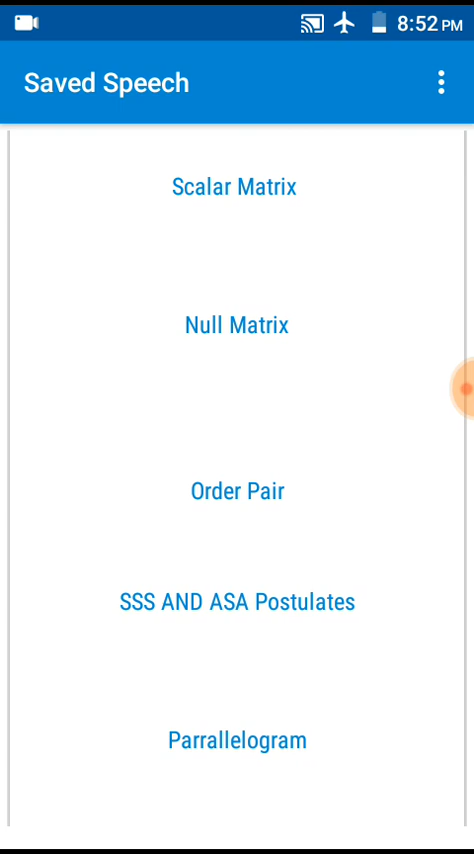 8:52 PM
Saved Speech
Scalar Matrix
Null Matrix
Order Pair
SSS AND ASA Postulates
Parrallelogram